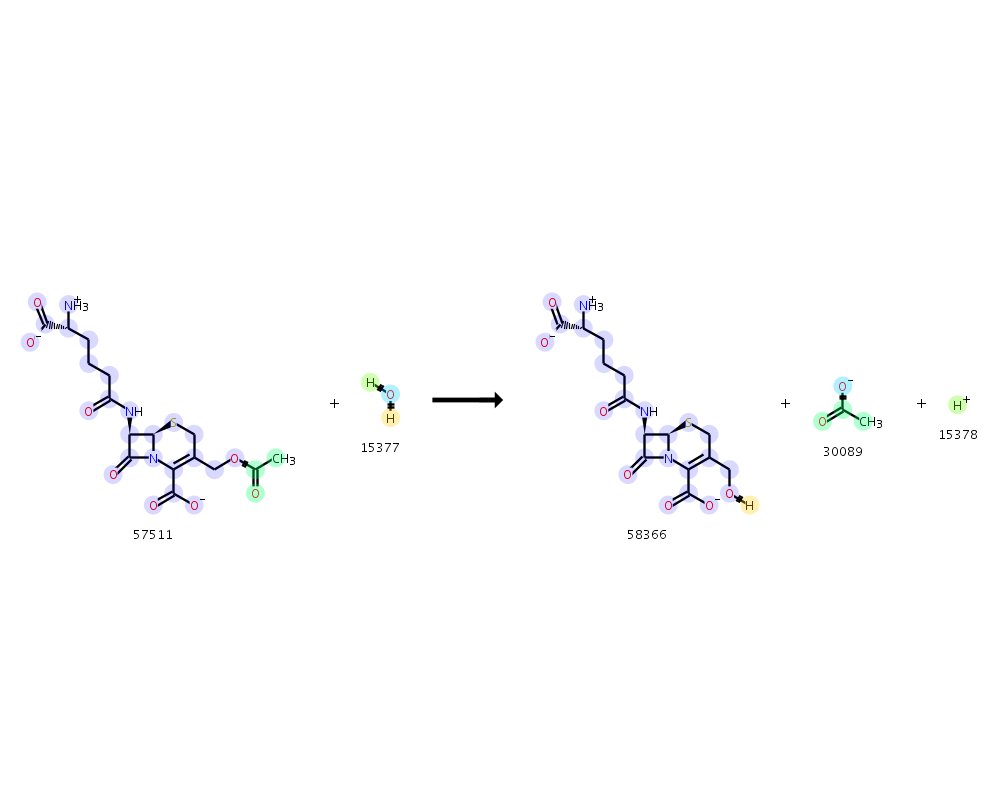 O NH3+
O-
O NH S
O N O CH3
O O O-
57511
+
H O H
15377
O NH3+
O-
O NH S
O N O H
O O-
58366
+
O- O CH3
30089
+
H+
15378